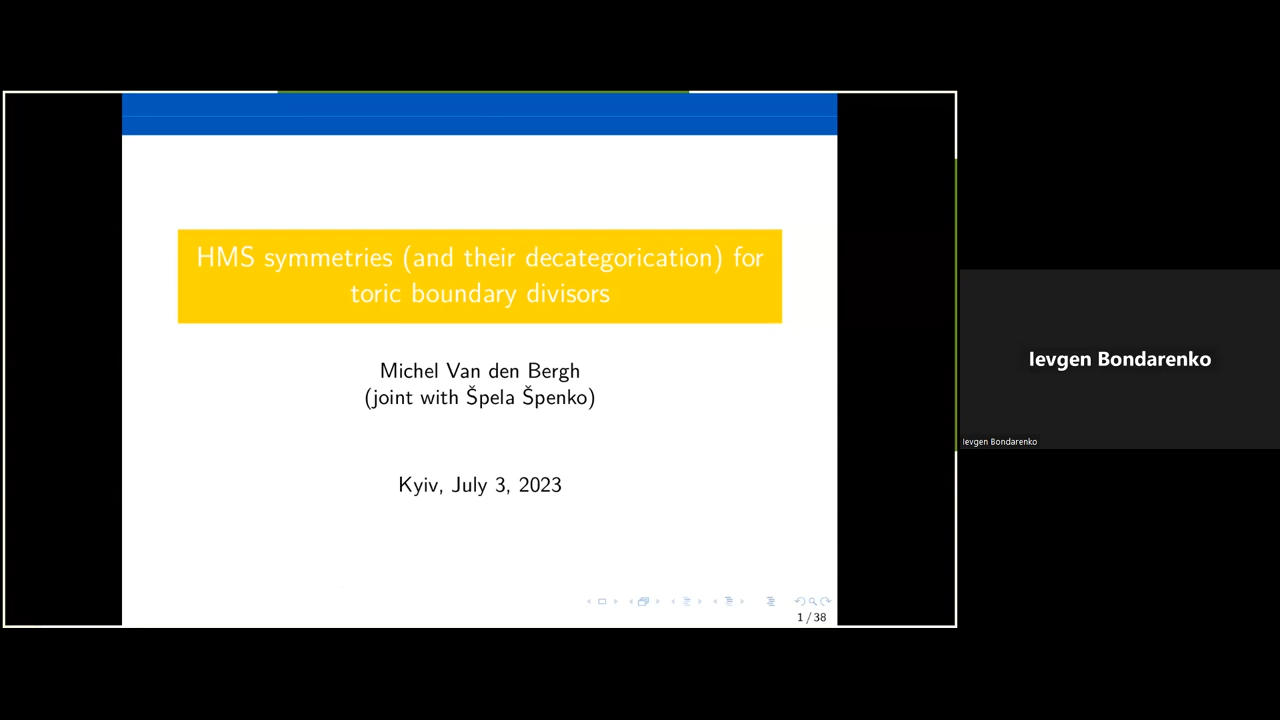 HMS symmetries (and their decategorication) for
toric boundary divisors
Michel Van den Bergh
(joint with Špela Špenko)
Kyiv, July 3, 2023
1 / 38
Ievgen Bondarenko
Ievgen Bondarenko